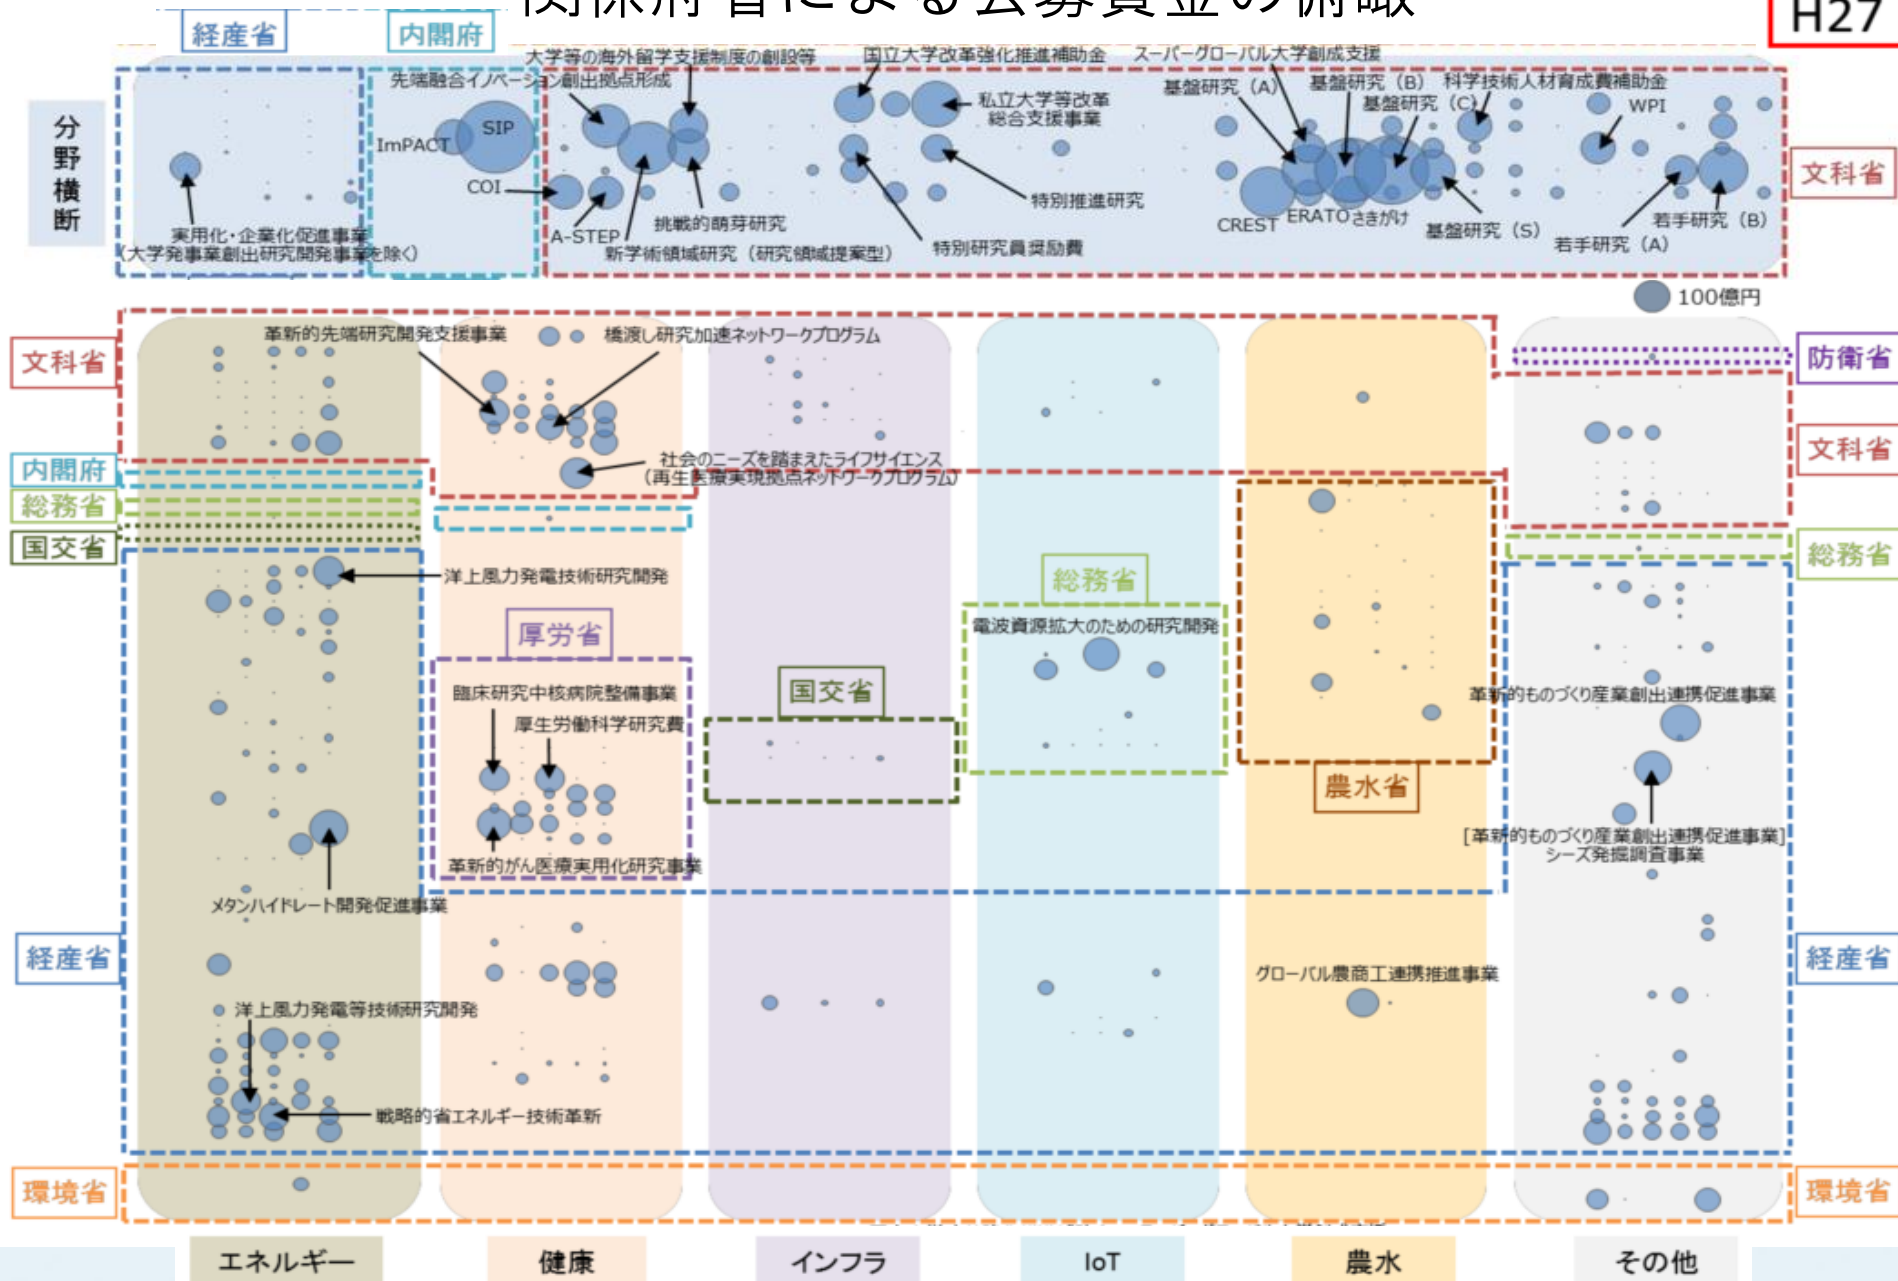 関係府省による公募資金の俯瞰
H27
経産省
内閣府
大学等の海外留学支援制度の創設等
国立大学改革強化推進補助金
スーパーグローバル大学創成支援
先端融合イノベーション創出拠点形成
基盤研究（A）
基盤研究（B）
科学技術人材育成費補助金
基盤研究（C）
WPI
私立大学等改革
総合支援事業
分野横断
ImPACT
SIP
COI
文科省
特別推進研究
A-STEP
挑戦的萌芽研究
CREST
ERATO
さきがけ
基盤研究（S）
若手研究（B）
若手研究（A）
実用化・企業化促進事業
（大学発事業創出研究開発事業を除く）
新学術領域研究（研究領域提案型）
特別研究員奨励費
100億円
文科省
革新的先端研究開発支援事業
橋渡し研究加速ネットワークプログラム
防衛省
文科省
内閣府
社会のニーズを踏まえたライフサイエンス
（再生医療実現拠点ネットワークプログラム）
総務省
国交省
総務省
洋上風力発電技術研究開発
総務省
厚労省
電波資源拡大のための研究開発
国交省
臨床研究中核病院整備事業
厚生労働科学研究費
革新的ものづくり産業創出連携促進事業
農水省
[革新的ものづくり産業創出連携促進事業]
シーズ発掘調査事業
革新的がん医療実用化研究事業
メタンハイドレート開発促進事業
経産省
経産省
グローバル農商工連携推進事業
洋上風力発電等技術研究開発
戦略的省エネルギー技術革新
環境省
環境省
エネルギー
健康
インフラ
IoT
農水
その他